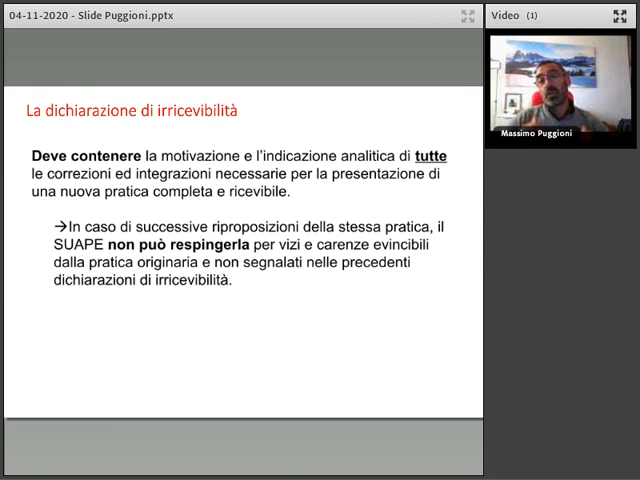 04-11-2020 - Slide Puggioni.pptx
Video (1)
La dichiarazione di irricevibilità
Deve contenere la motivazione e l'indicazione analitica di tutte
le correzioni ed integrazioni necessarie per la presentazione di
una nuova pratica completa e ricevibile.
→In caso di successive riproposizioni della stessa pratica, il
SUAPE non può respingerla per vizi e carenze evincibili
dalla pratica originaria e non segnalati nelle precedenti
dichiarazioni di irricevibilità.
Massimo Puggioni